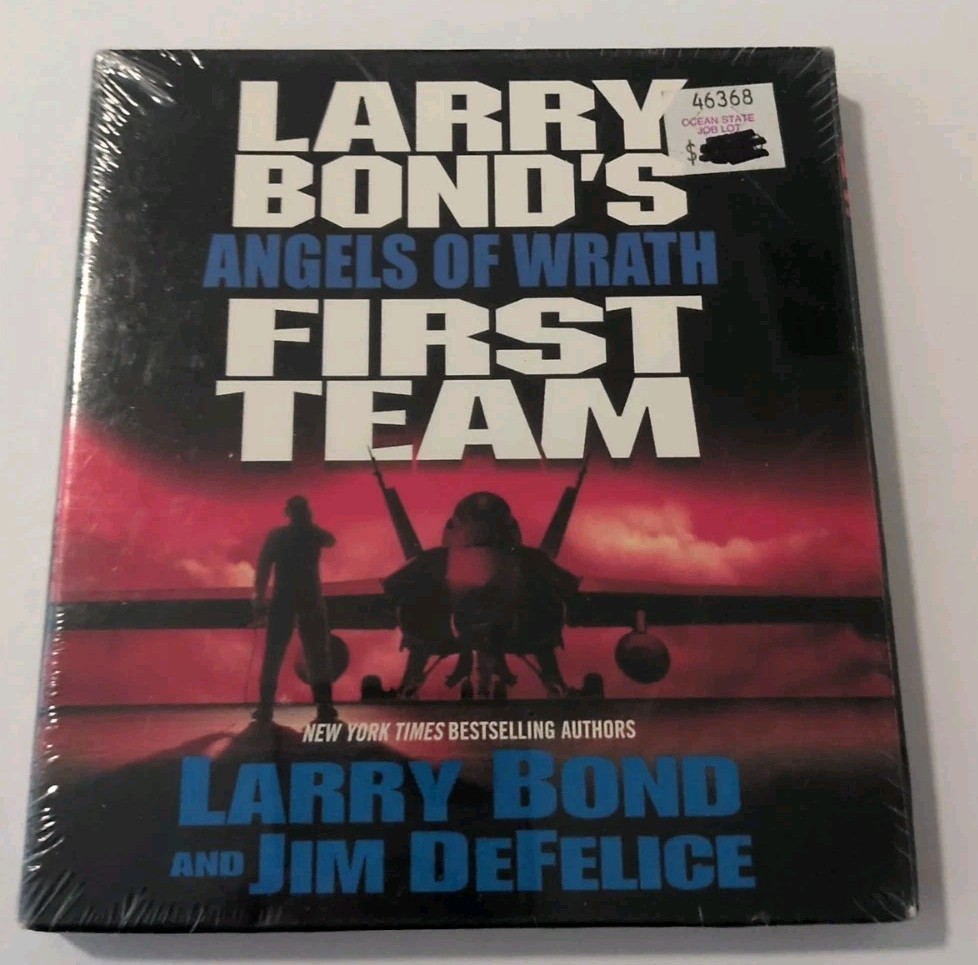 LARRY
BOND'S
ANGELS OF WRATH
FIRST
TEAM
46368
OCEAN STATE
JOB LOT
$
NEW YORK TIMES BESTSELLING AUTHORS
LARRY BOND
AND JIM DEFELICE